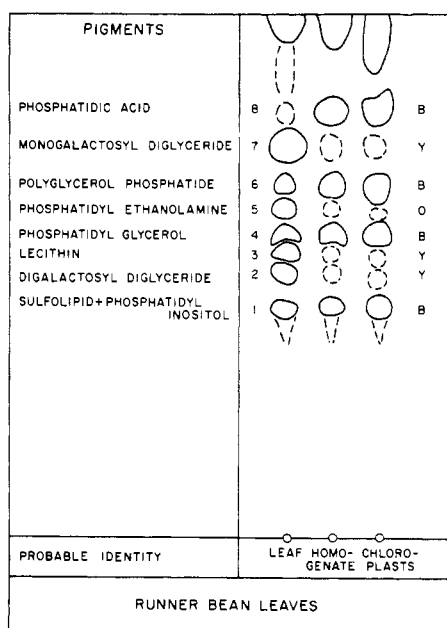 PIGMENTS
PHOSPHATIDIC ACID 8 B
MONOGALACTOSYL DIGLYCERIDE 7 Y
POLYGLYCEROL PHOSPHATIDE 6 B
PHOSPHATIDYL ETHANOLAMINE 5 O
PHOSPHATIDYL GLYCEROL 4 B
LECITHIN 3 Y
DIGALACTOSYL DIGLYCERIDE 2 Y
SULFOLIPID+PHOSPHATIDYL
INOSITOL 1 B
PROBABLE IDENTITY LEAF HOMO- CHLORO-
GENATE PLASTS
RUNNER BEAN LEAVES